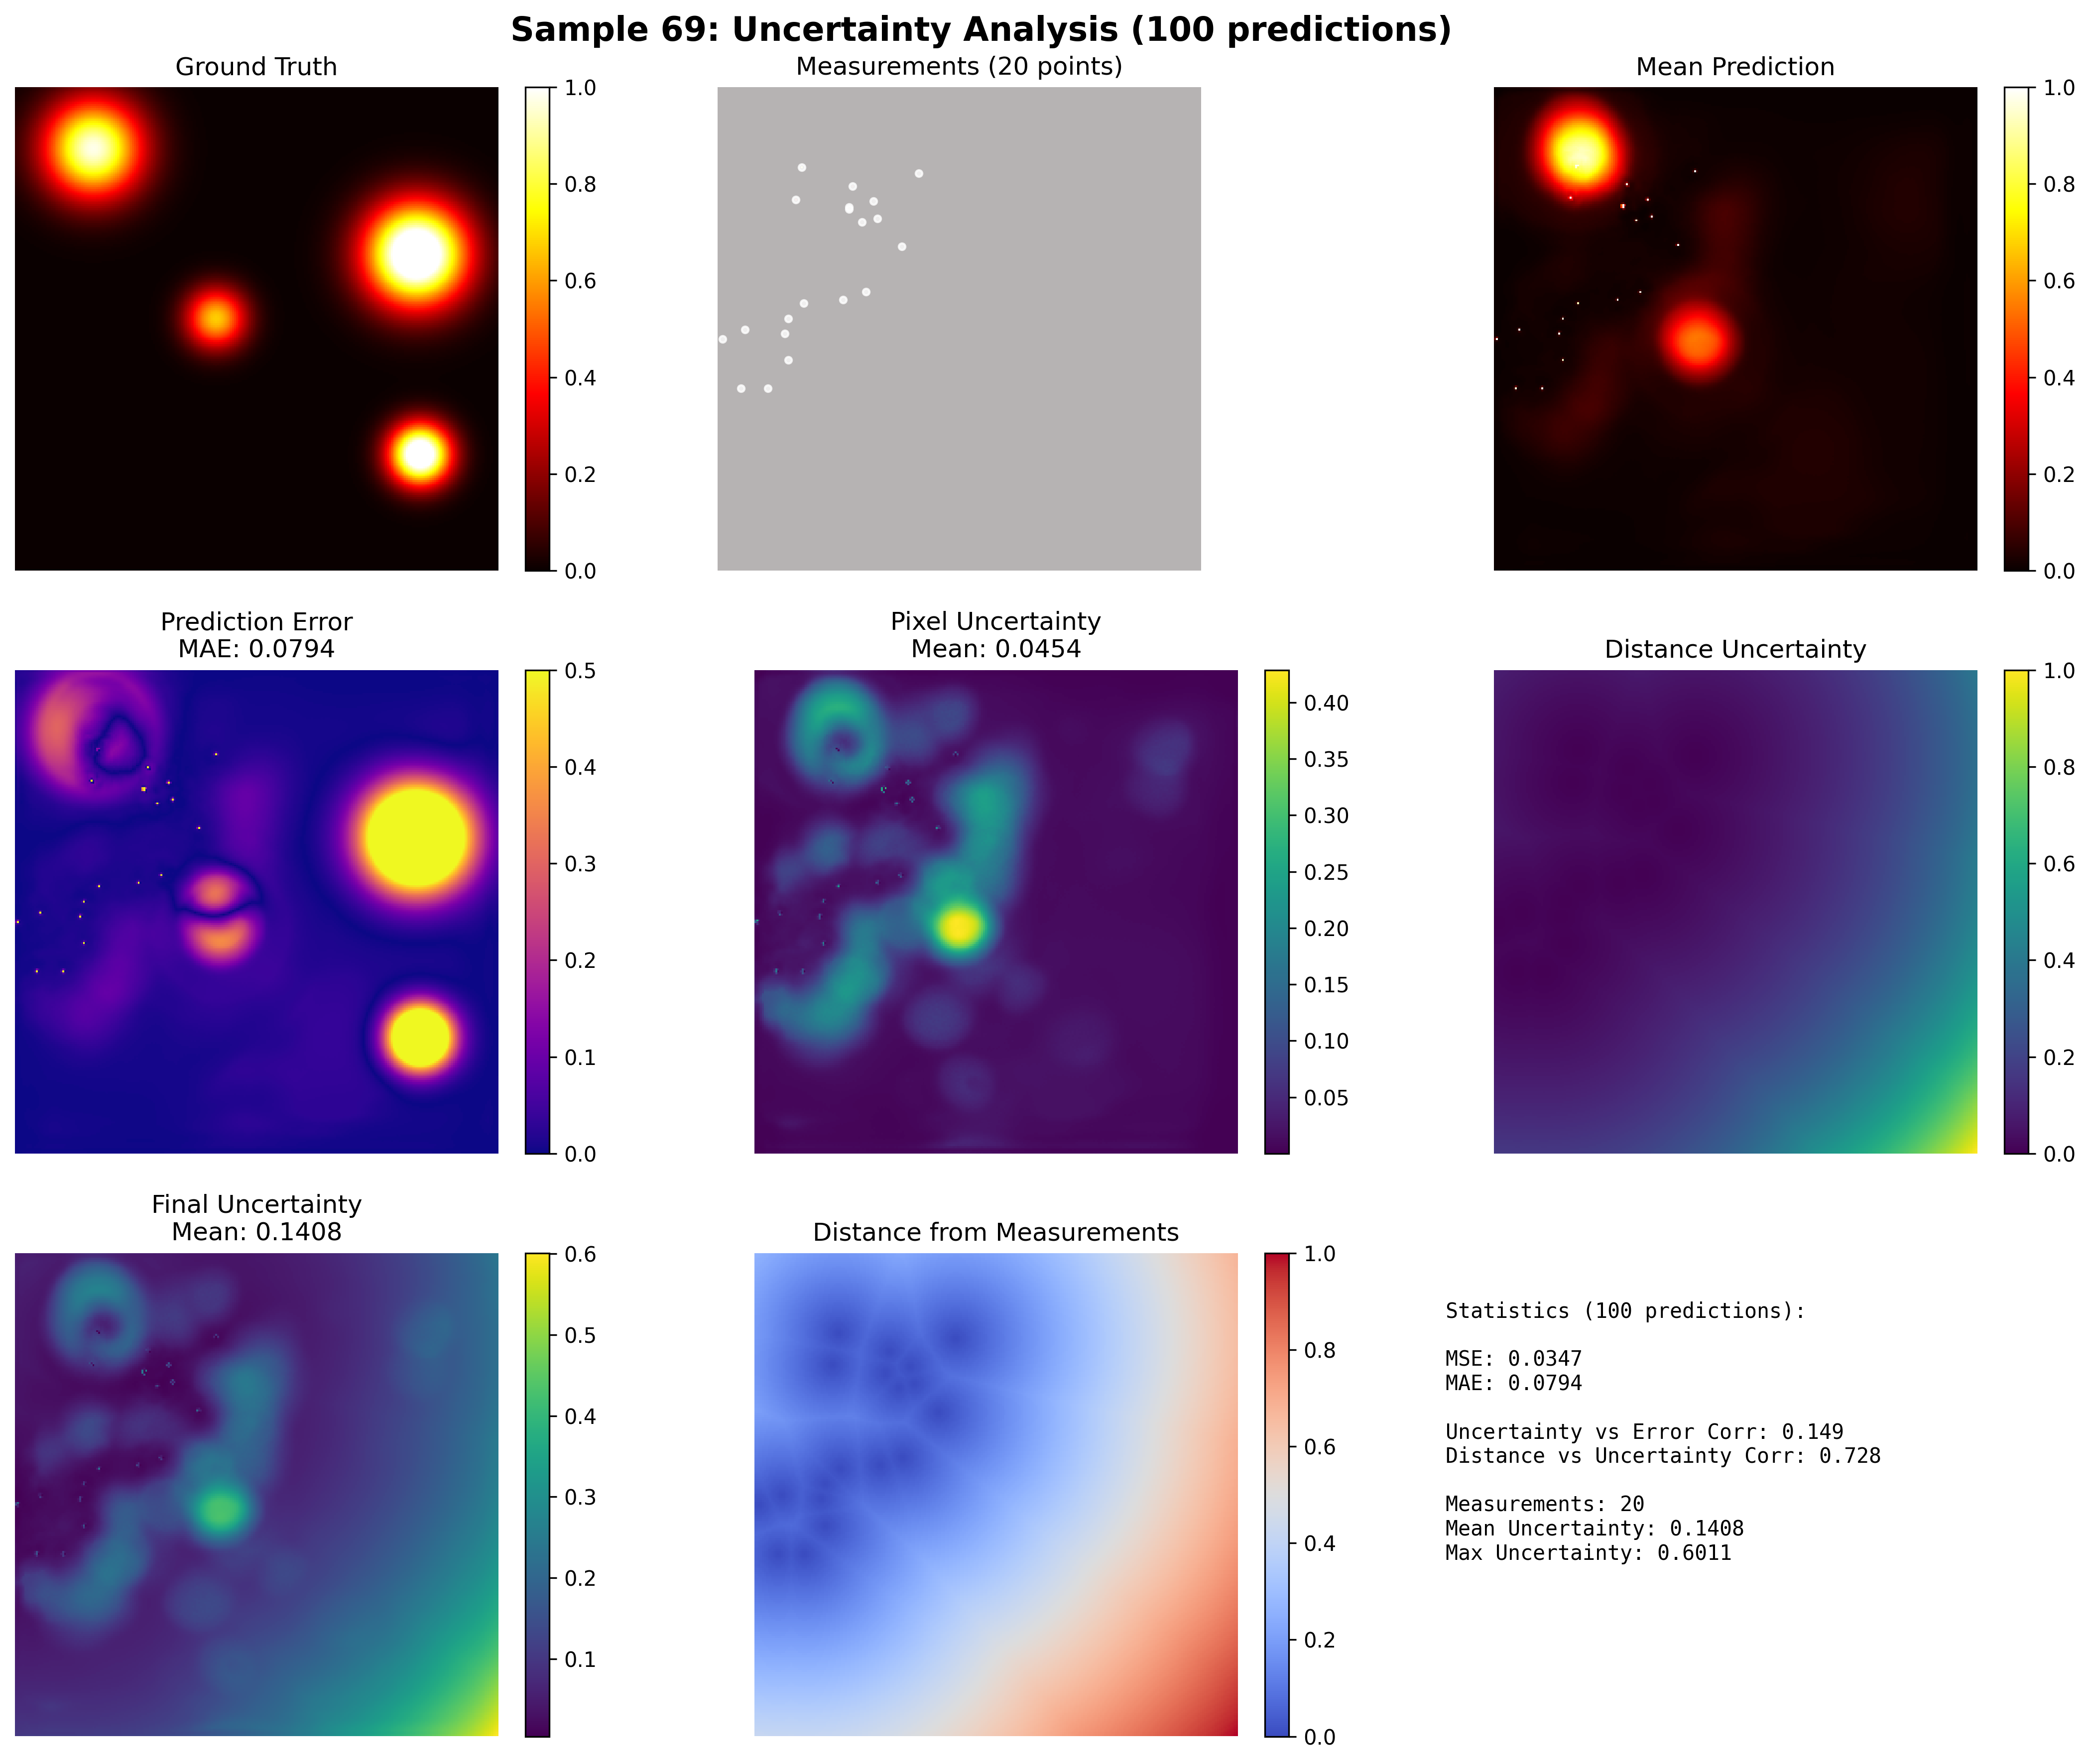 Sample 69: Uncertainty Analysis (100 predictions)
Ground Truth
1.0
0.8
0.6
0.4
0.2
0.0
Measurements (20 points)
Mean Prediction
1.0
0.8
0.6
0.4
0.2
0.0
Prediction Error
MAE: 0.0794
0.5
0.4
0.3
0.2
0.1
0.0
Pixel Uncertainty
Mean: 0.0454
0.40
0.35
0.30
0.25
0.20
0.15
0.10
0.05
Distance Uncertainty
1.0
0.8
0.6
0.4
0.2
0.0
Final Uncertainty
Mean: 0.1408
0.6
0.5
0.4
0.3
0.2
0.1
Distance from Measurements
1.0
0.8
0.6
0.4
0.2
0.0
Statistics (100 predictions):
MSE: 0.0347
MAE: 0.0794
Uncertainty vs Error Corr: 0.149
Distance vs Uncertainty Corr: 0.728
Measurements: 20
Mean Uncertainty: 0.1408
Max Uncertainty: 0.6011